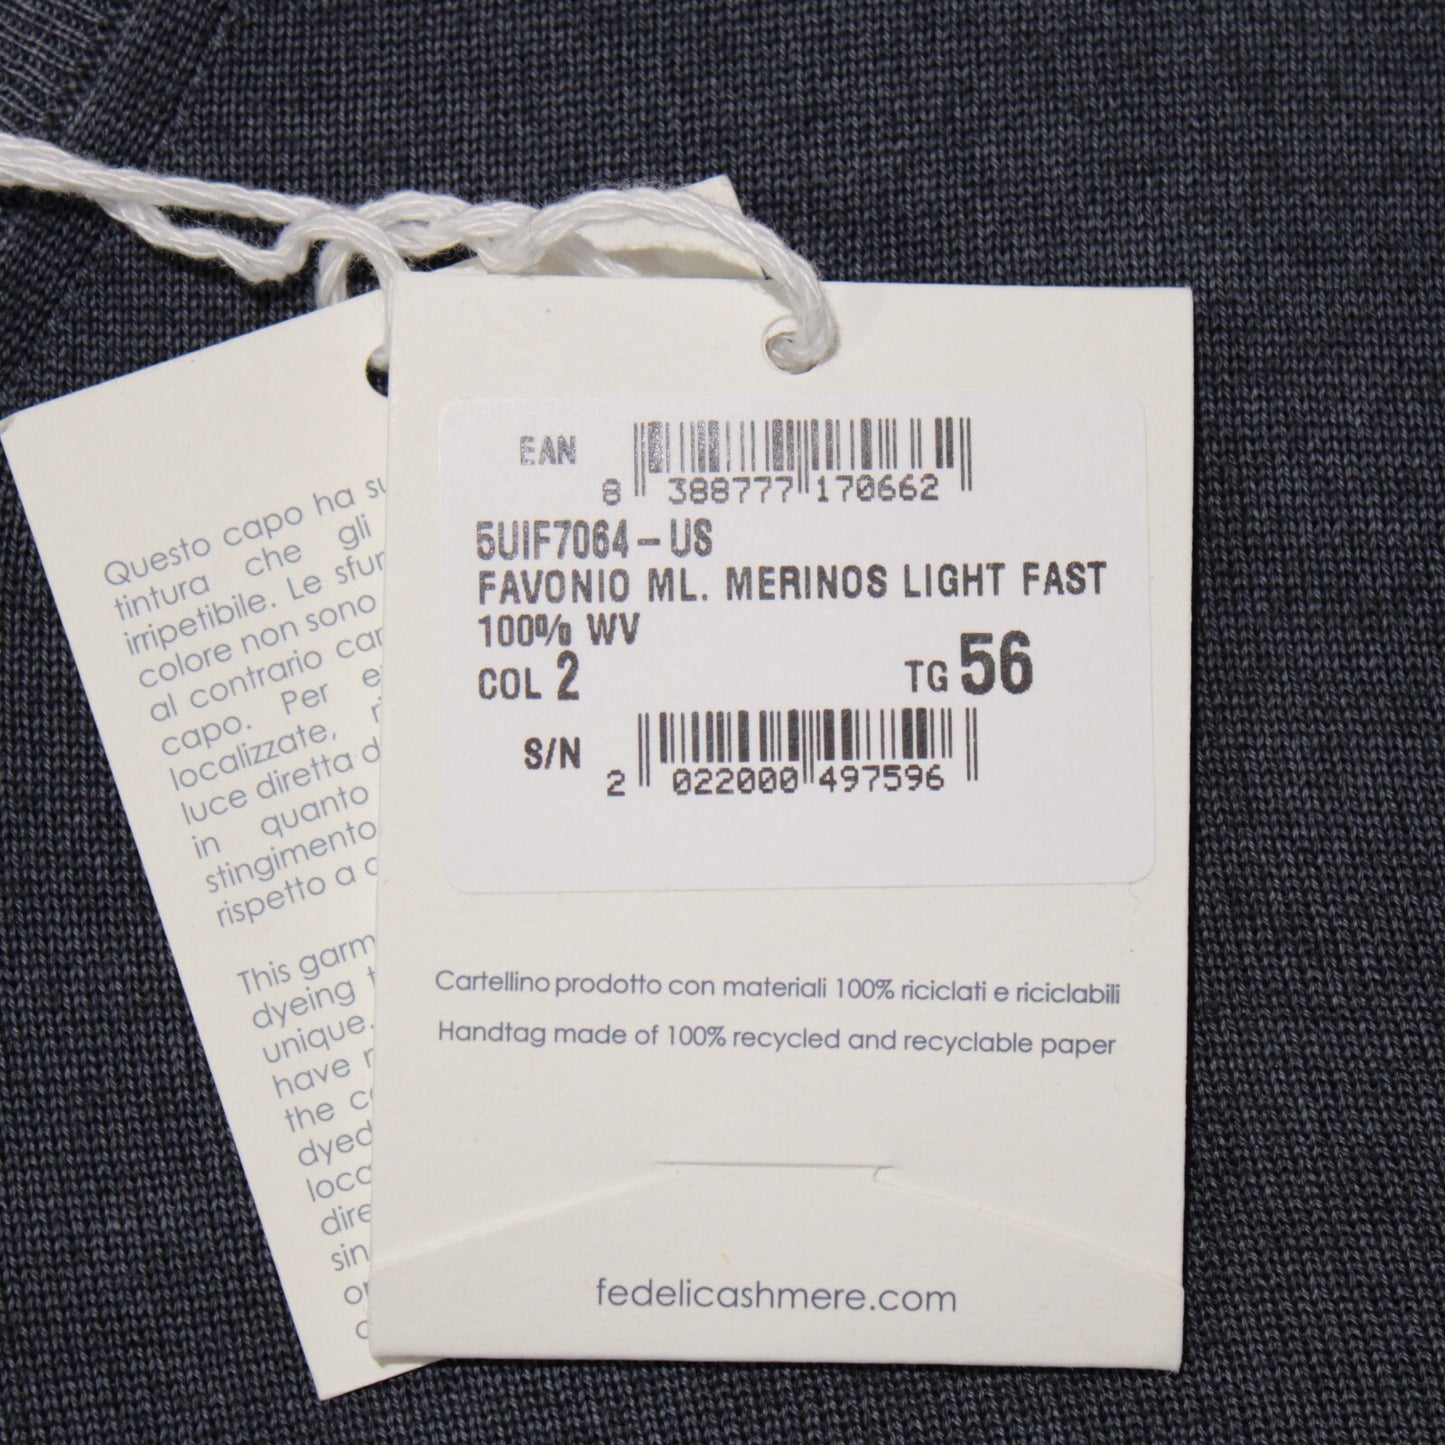 EAN
8 388777 170662
5UIF7064-US
FAVONIO ML. MERINOS LIGHT FAST
100% WV
COL 2 TG 56
S/N
2 022000 497596
Cartellino prodotto con materiali 100% riciclati e riciclabili
Handtag made of 100% recycled and recyclable paper
fedelicashmere.com
Questo capo ha
tintura che gli
irripetibile. Le
colore non sono
al contrario
capo. Per
localizzate,
luce diretta
in quanto
stingimento
rispetto a
This
dyeing
unique.
have
the
dyed